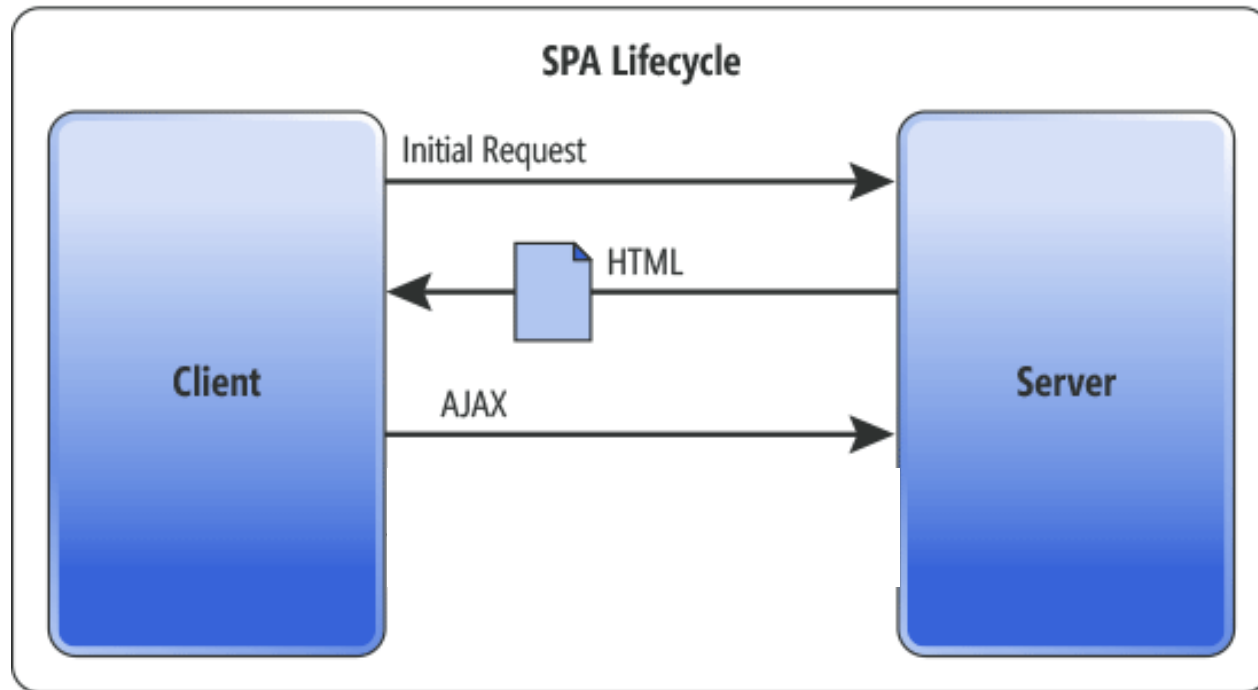 SPA Lifecycle
Initial Request
HTML
Client
Server
AJAX